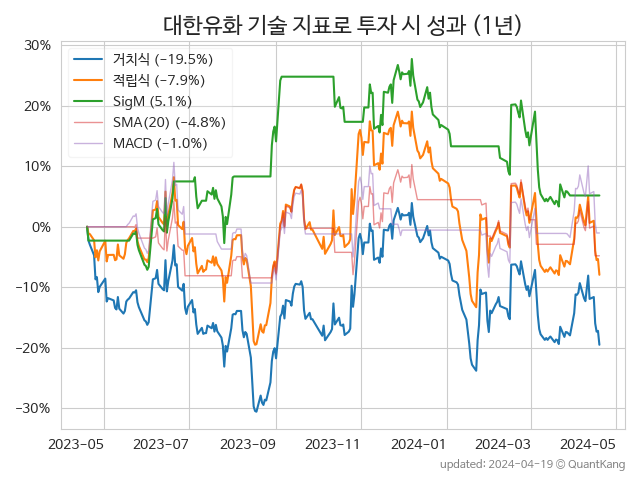 대한유화 기술 지표로 투자 시 성과 (1년)
30%
20%
10%
0%
−10%
−20%
−30%
거치식 (−19.5%)
적립식 (−7.9%)
SigM (5.1%)
SMA(20) (−4.8%)
MACD (−1.0%)
2023-05 2023-07 2023-09 2023-11 2024-01 2024-03 2024-05
updated: 2024-04-19 © QuantKang